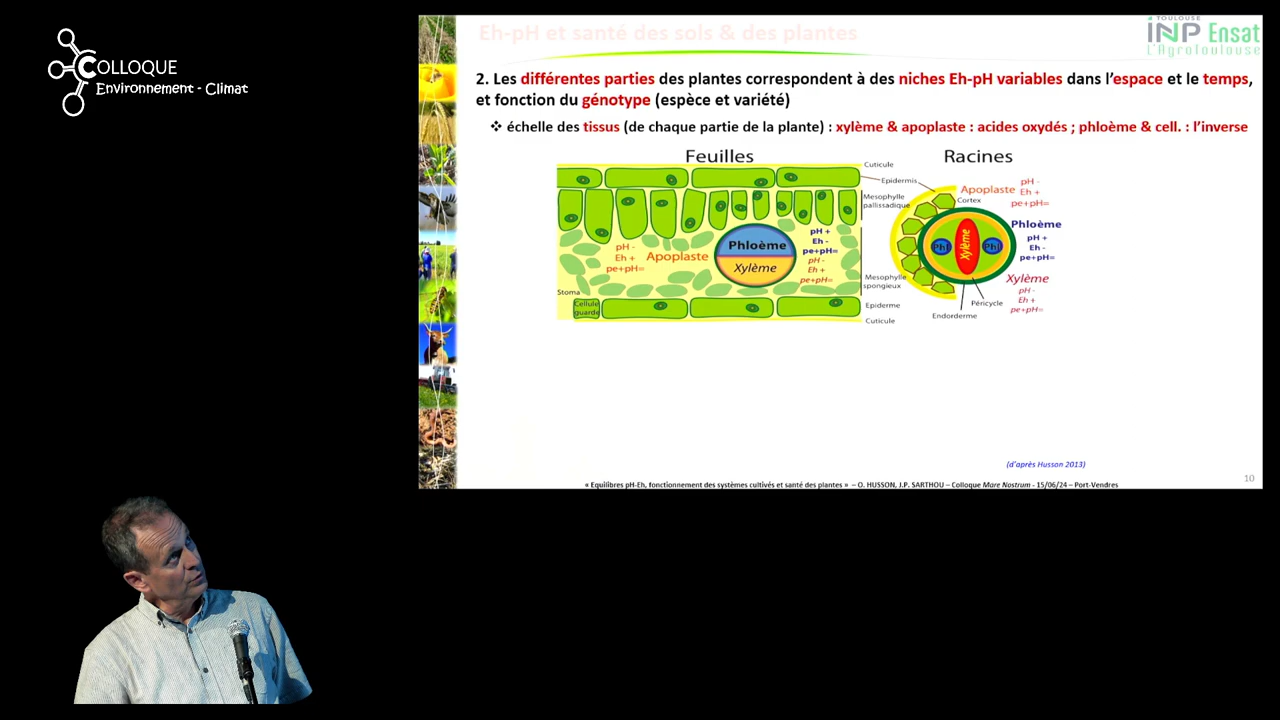 COLLOQUE
Environnement - Climat
Eh-pH et santé des sols & des plantes
TOULOUSE
INP Ensat
L'AgroToulouse
2. Les différentes parties des plantes correspondent à des niches Eh-pH variables dans l'espace et le temps,
et fonction du génotype (espèce et variété)
❖ échelle des tissus (de chaque partie de la plante) : xylème & apoplaste : acides oxydés ; phloème & cell. : l'inverse
Feuilles
Cuticule
Epidermis
Mesophylle
pallissadique
Phloème
Xylème
pH -
Eh +
pe+pH=
Apoplaste
pH +
Eh -
pe+pH=
pH -
Eh +
pe+pH=
Stoma
Cellule
guarde
Mesophylle
spongieux
Epiderme
Cuticule
Racines
Apoplaste
pH -
Eh +
pe+pH=
Cortex
Phl
Xylème
Phl
Phloème
pH +
Eh -
pe+pH=
Xylème
pH -
Eh +
pe+pH=
Péricycle
Endorderme
(d'après Husson 2013)
« Equilibres pH-Eh, fonctionnement des systèmes cultivés et santé des plantes » – O. HUSSON, J.P. SARTHOU – Colloque Mare Nostrum - 15/06/24 – Port-Vendres
10